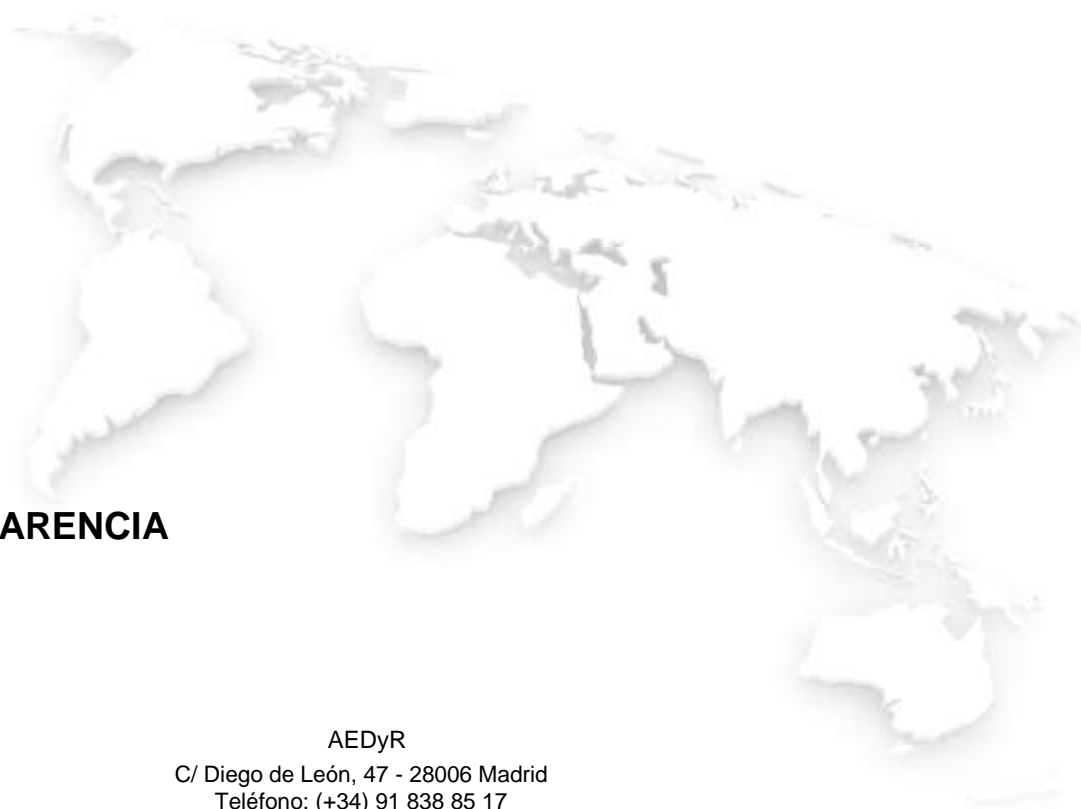 ARENCIA
AEDyR
C/ Diego de León, 47 - 28006 Madrid
Teléfono: (+34) 91 838 85 17